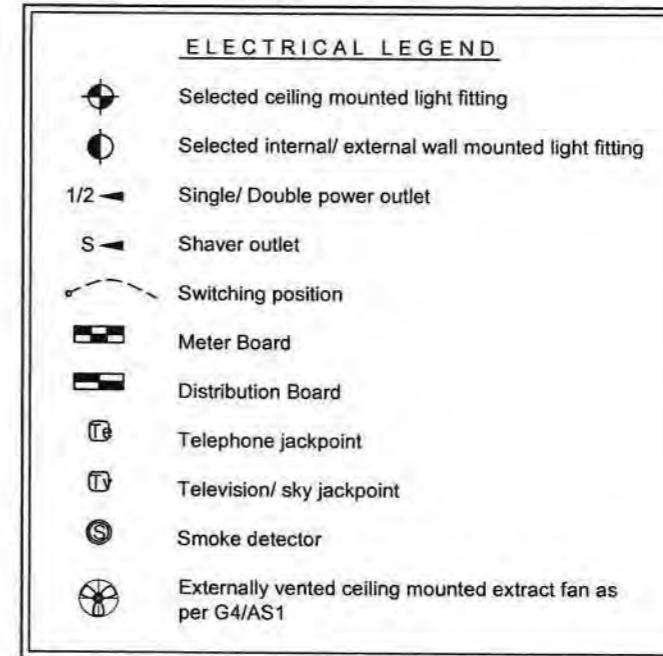 ELECTRICAL LEGEND
Selected ceiling mounted light fitting
Selected internal/ external wall mounted light fitting
1/2 Single/ Double power outlet
S Shaver outlet
Switching position
Meter Board
Distribution Board
Te Telephone jackpoint
Tv Television/ sky jackpoint
S Smoke detector
Externally vented ceiling mounted extract fan as
per G4/AS1